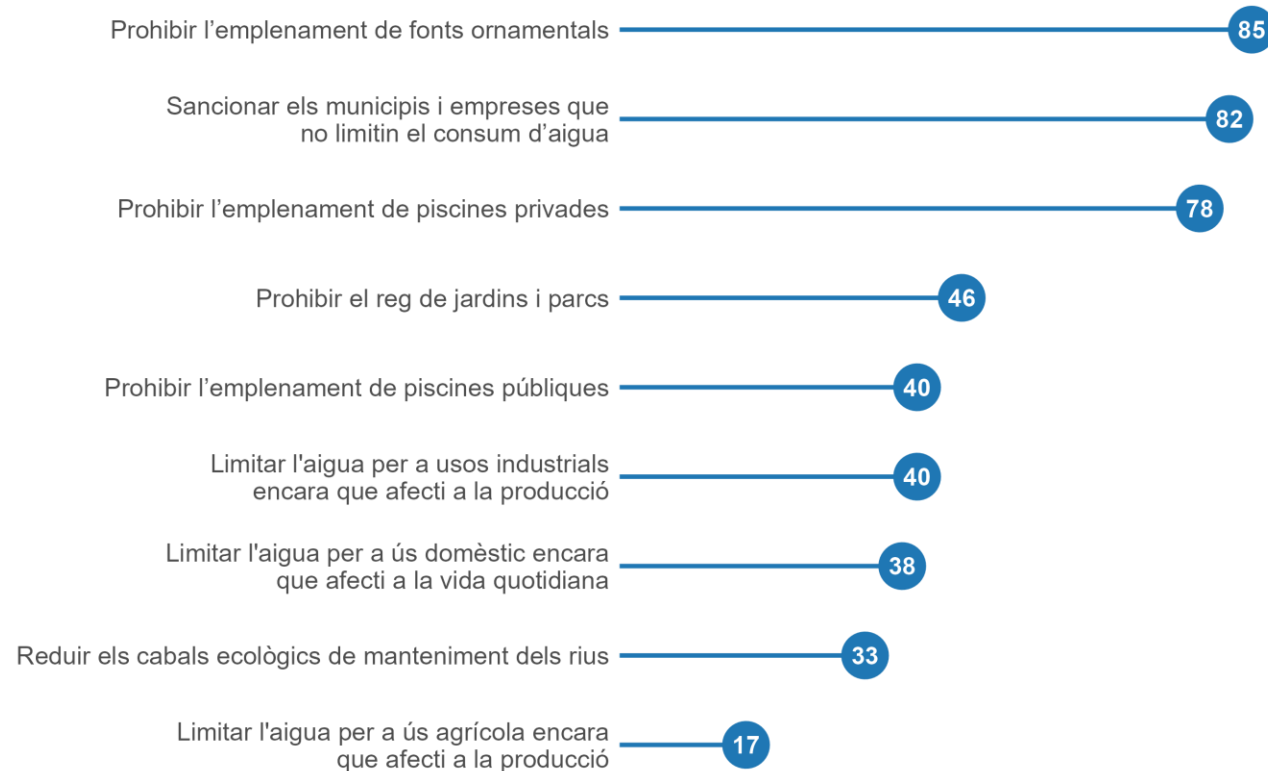 Prohibir l’emplenament de fonts ornamentals 85
Sancionar els municipis i empreses que
no limitin el consum d’aigua 82
Prohibir l’emplenament de piscines privades 78
Prohibir el reg de jardins i parcs 46
Prohibir l’emplenament de piscines públiques 40
Limitar l'aigua per a usos industrials
encara que afecti a la producció 40
Limitar l'aigua per a ús domèstic encara
que afecti a la vida quotidiana 38
Reduir els cabals ecològics de manteniment dels rius 33
Limitar l'aigua per a ús agrícola encara
que afecti a la producció 17